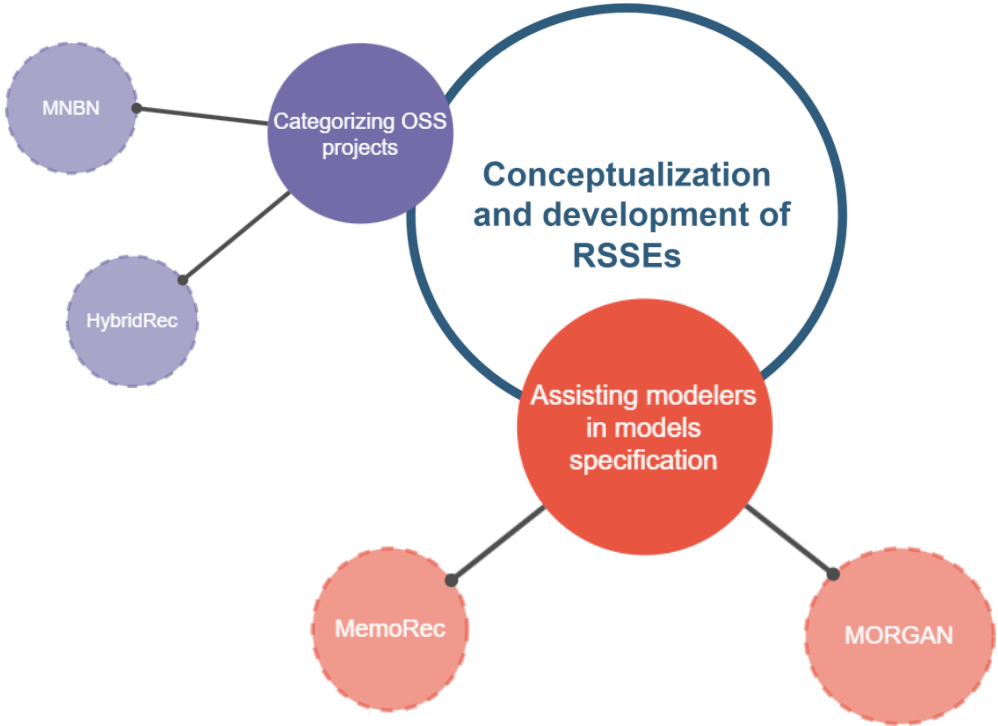 MNBN
Categorizing OSS
projects
HybridRec
Conceptualization
and development of
RSSEs
Assisting modelers
in models
specification
MemoRec
MORGAN